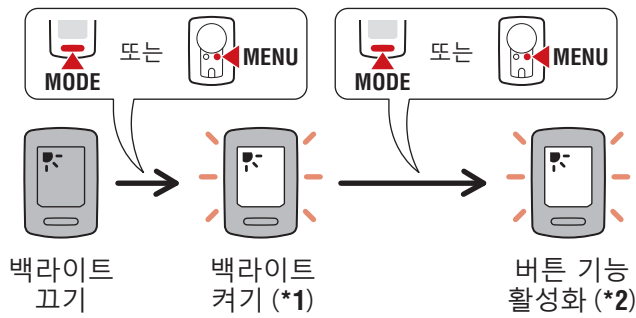 MODE 또는 MENU
MODE 또는 MENU
백라이트
끄기
백라이트
켜기 (*1)
버튼 기능
활성화 (*2)